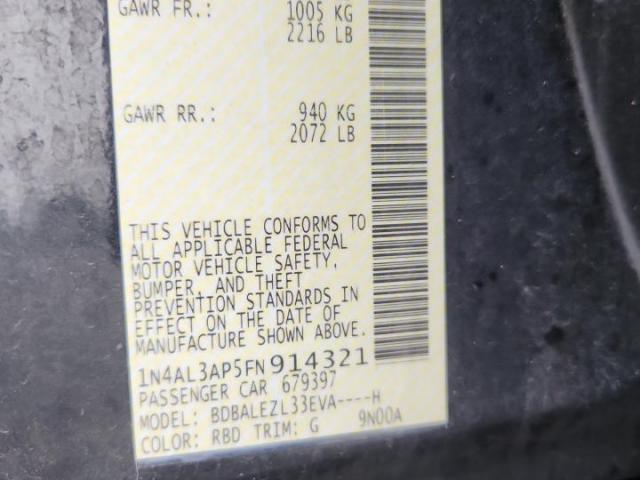 GAWR FR.: 1005 KG
2216 LB
GAWR RR.: 940 KG
2072 LB
THIS VEHICLE CONFORMS TO
ALL APPLICABLE FEDERAL
MOTOR VEHICLE SAFETY,
BUMPER, AND THEFT
PREVENTION STANDARDS IN
EFFECT ON THE DATE OF
MANUFACTURE SHOWN ABOVE.
1N4AL3AP5FN914321
PASSENGER CAR 679397
MODEL: BDBALEZL33EVA----H
COLOR: RBD TRIM: G 9N00A